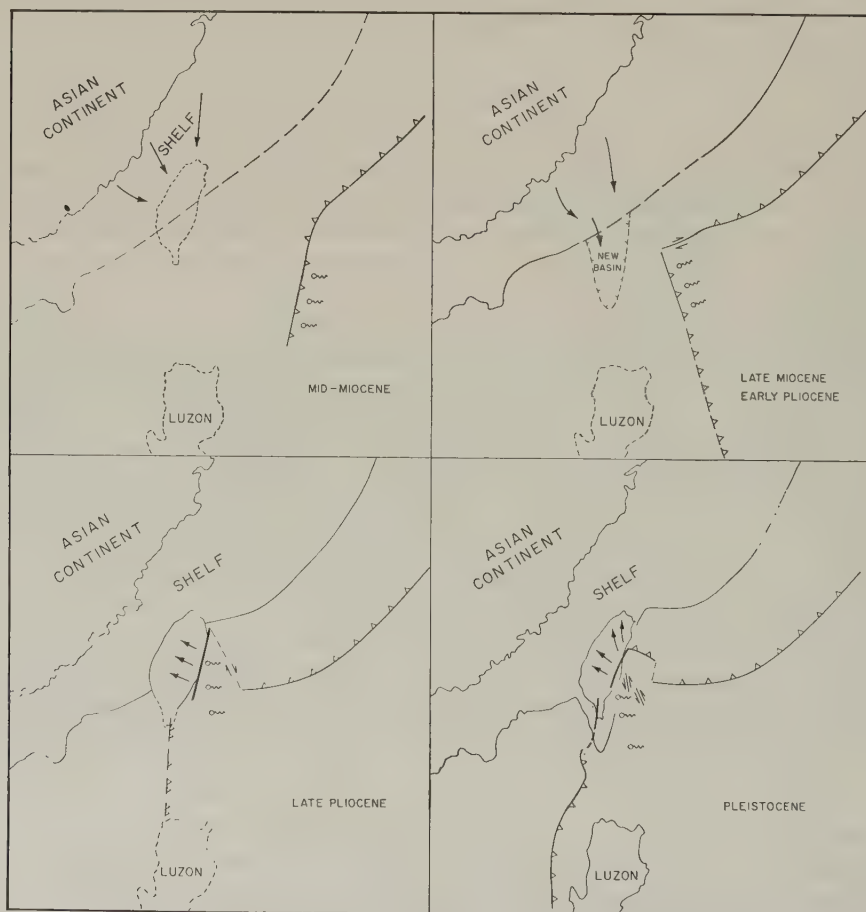 ASIAN
CONTINENT
SHELF
LUZON
MID-MIOCENE
ASIAN
CONTINENT
NEW
BASIN
LUZON
LATE MIOCENE
EARLY PLIOCENE
ASIAN
CONTINENT
SHELF
LUZON
LATE PLIOCENE
ASIAN
CONTINENT
SHELF
LUZON
PLEISTOCENE